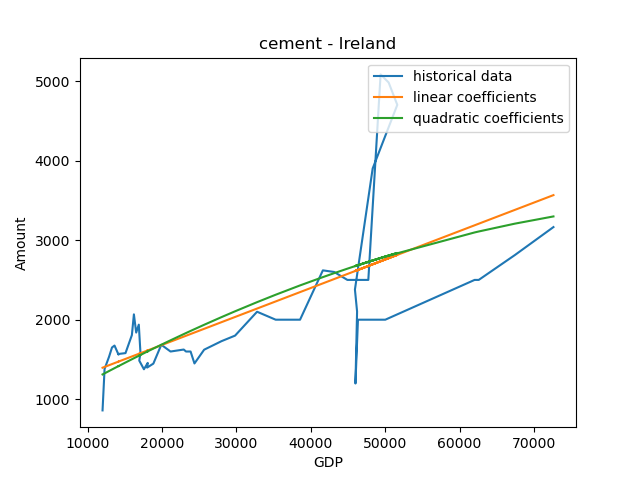 cement - Ireland
historical data
linear coefficients
quadratic coefficients
5000
4000
3000
2000
1000
Amount
10000 20000 30000 40000 50000 60000 70000
GDP